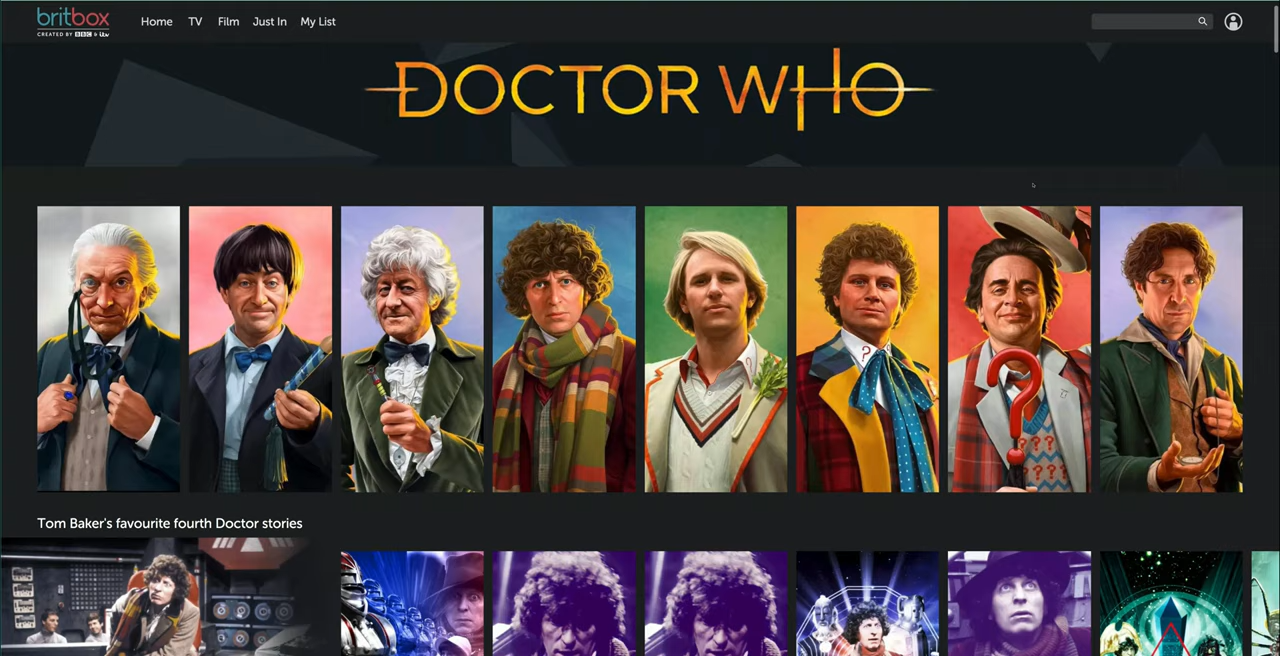 britbox
CREATED BY BBC & itv
Home TV Film Just In My List
DOCTOR WHO
?
?
? ? ?
? ? ?
Tom Baker's favourite fourth Doctor stories